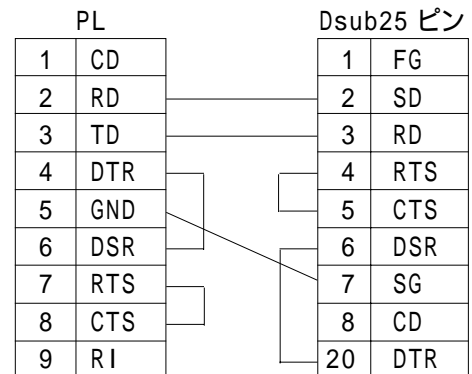 PL Dsub25 ピン
1 CD 1 FG
2 RD 2 SD
3 TD 3 RD
4 DTR 4 RTS
5 GND 5 CTS
6 DSR 6 DSR
7 RTS 7 SG
8 CTS 8 CD
9 RI 20 DTR